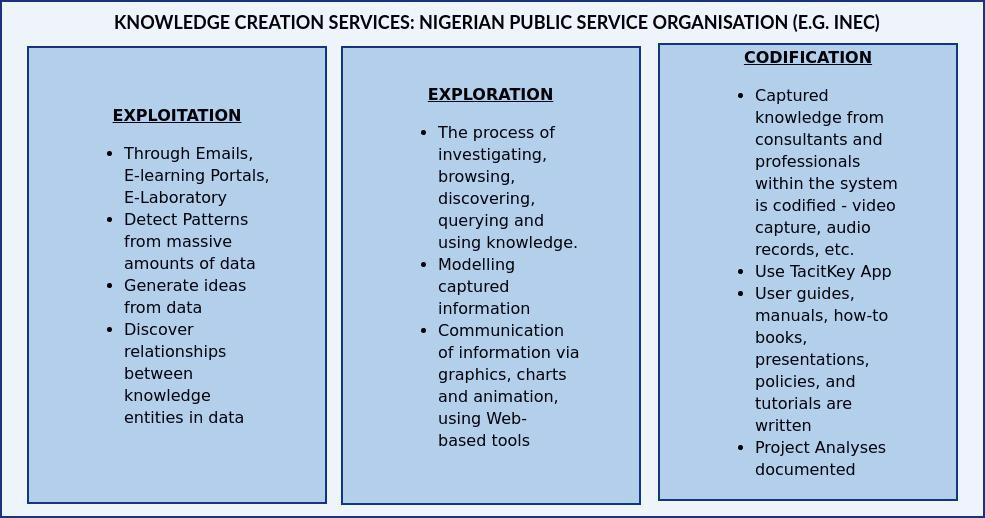 KNOWLEDGE CREATION SERVICES: NIGERIAN PUBLIC SERVICE ORGANISATION (E.G. INEC)
EXPLOITATION
• Through Emails,
E-learning Portals,
E-Laboratory
• Detect Patterns
from massive
amounts of data
• Generate ideas
from data
• Discover
relationships
between
knowledge
entities in data
EXPLORATION
• The process of
investigating,
browsing,
discovering,
querying and
using knowledge.
• Modelling
captured
information
• Communication
of information via
graphics, charts
and animation,
using Web-
based tools
CODIFICATION
• Captured
knowledge from
consultants and
professionals
within the system
is codified - video
capture, audio
records, etc.
• Use TacitKey App
• User guides,
manuals, how-to
books,
presentations,
policies, and
tutorials are
written
• Project Analyses
documented